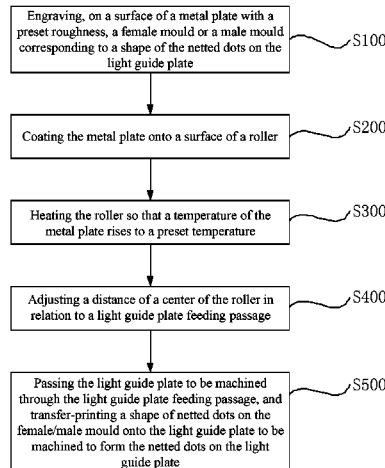 Engraving, on a surface of a metal plate with a
preset roughness, a female mould or a male mould
corresponding to a shape of the netted dots on the
light guide plate
S100
Coating the metal plate onto a surface of a roller
S200
Heating the roller so that a temperature of the
metal plate rises to a preset temperature
S300
Adjusting a distance of a center of the roller in
relation to a light guide plate feeding passage
S400
Passing the light guide plate to be machined
through the light guide plate feeding passage, and
transfer-printing a shape of netted dots on the
female/male mould onto the light guide plate to be
machined to form the netted dots on the light
guide plate
S500